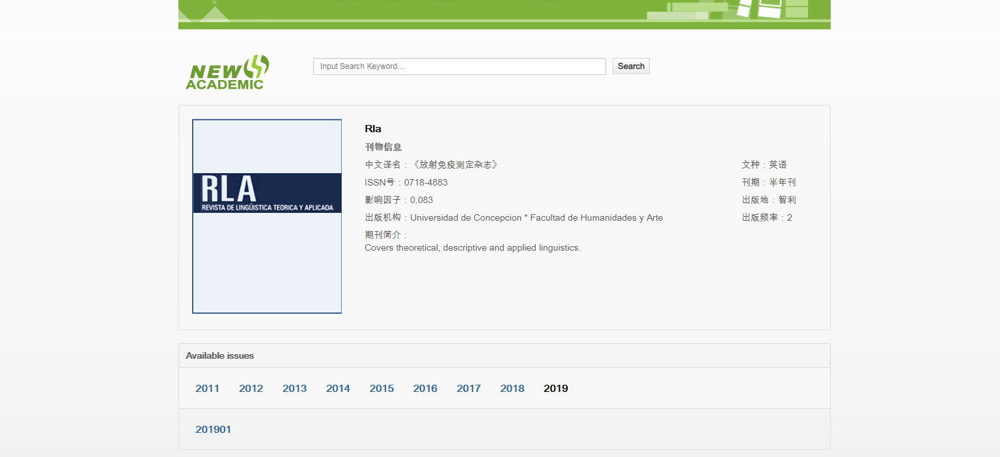 NEW
ACADEMIC
Input Search Keyword...
Search
RLA
REVISTA DE LINGÜISTICA TEORICA Y APLICADA
Rla
刊物信息
中文译名：《放射免疫测定杂志》
文种：英语
ISSN号：0718-4883
刊期：半年刊
影响因子：0.083
出版地：智利
出版机构：Universidad de Concepcion * Facultad de Humanidades y Arte
出版频率：2
期刊简介：
Covers theoretical, descriptive and applied linguistics.
Available issues
2011 2012 2013 2014 2015 2016 2017 2018 2019
201901